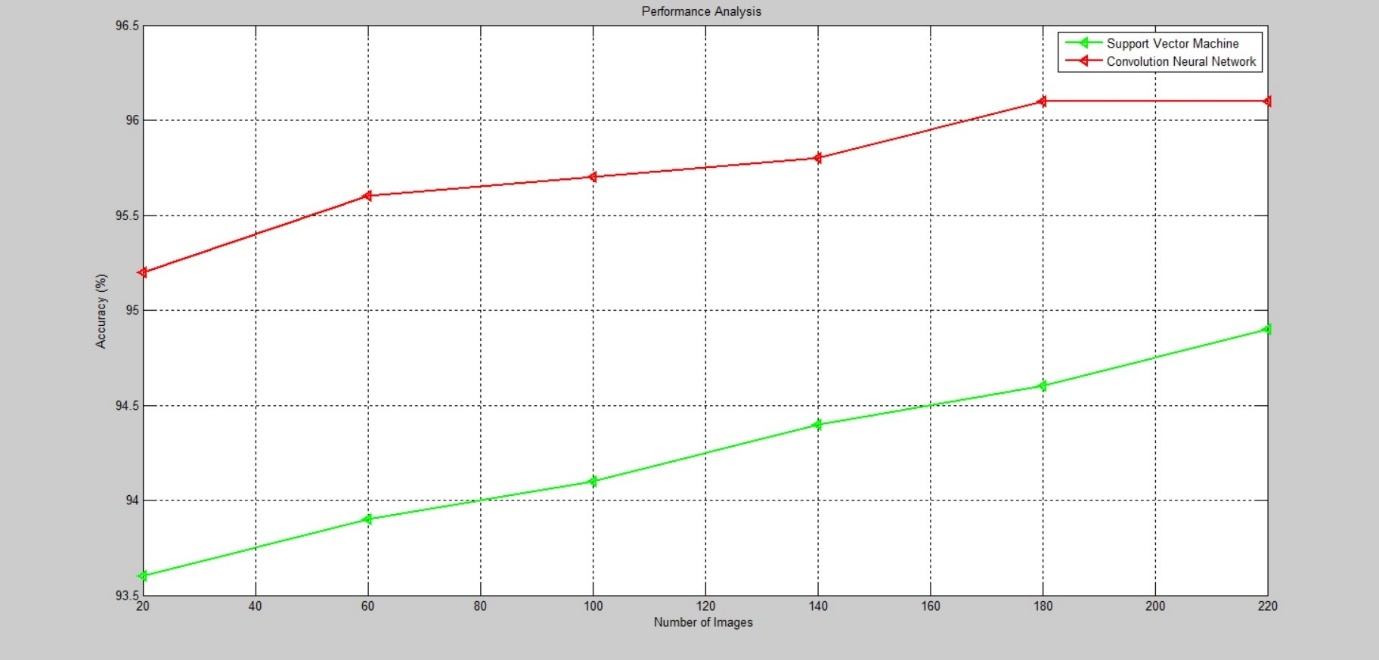 Performance Analysis
Support Vector Machine
Convolution Neural Network
96.5
96
95.5
95
94.5
94
93.5
Accuracy (%)
20 40 60 80 100 120 140 160 180 200 220
Number of Images